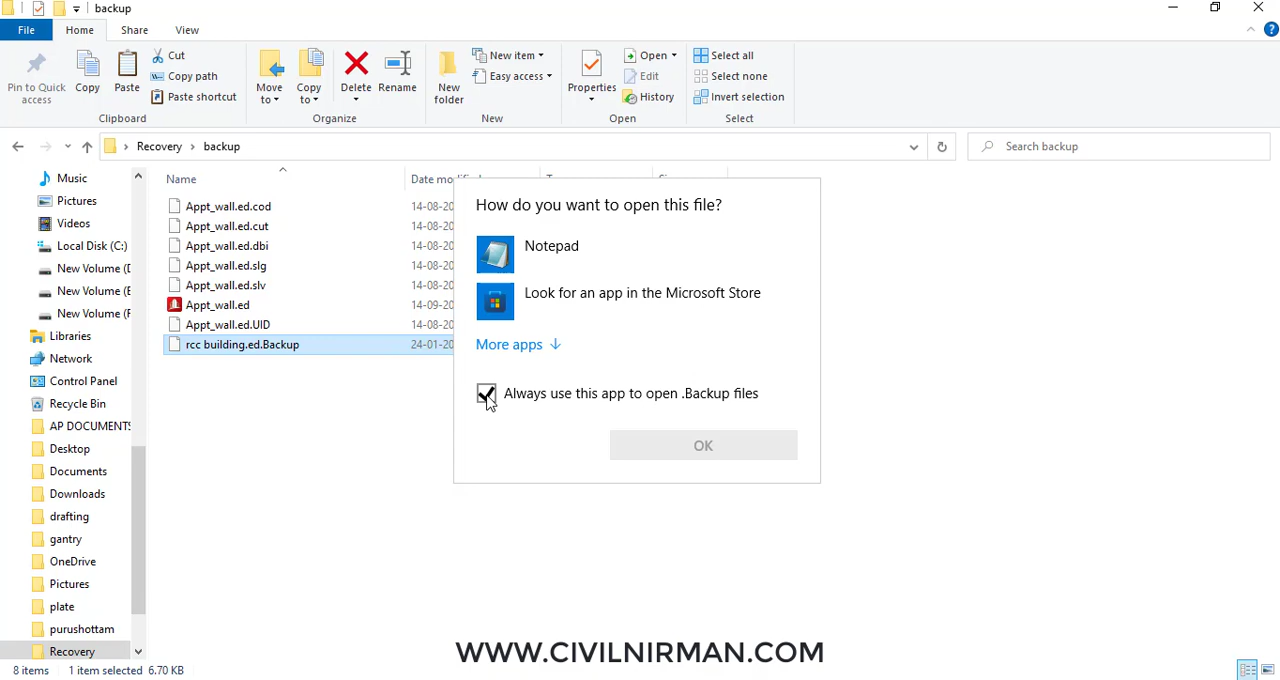 backup
File Home Share View
Pin to Quick access
Copy
Paste
Cut
Copy path
Paste shortcut
Clipboard
Move to
Copy to
Delete
Rename
Organize
New folder
New item
Easy access
New
Properties
Open
Edit
History
Open
Select all
Select none
Invert selection
Select
Recovery > backup
Search backup
Music
Pictures
Videos
Local Disk (C:)
New Volume (D
New Volume (E
New Volume (F
Libraries
Network
Control Panel
Recycle Bin
AP DOCUMENTS
Desktop
Documents
Downloads
drafting
gantry
OneDrive
Pictures
plate
purushottam
Recovery
Name
Appt_wall.ed.cod 14-08-20
Appt_wall.ed.cut 14-08-20
Appt_wall.ed.dbi 14-08-20
Appt_wall.ed.slg 14-08-20
Appt_wall.ed.slv 14-08-20
Appt_wall.ed 14-09-20
Appt_wall.ed.UID 14-08-20
rcc building.ed.Backup 24-01-20
How do you want to open this file?
Notepad
Look for an app in the Microsoft Store
More apps
Always use this app to open .Backup files
OK
WWW.CIVILNIRMAN.COM
8 items 1 item selected 6.70 KB